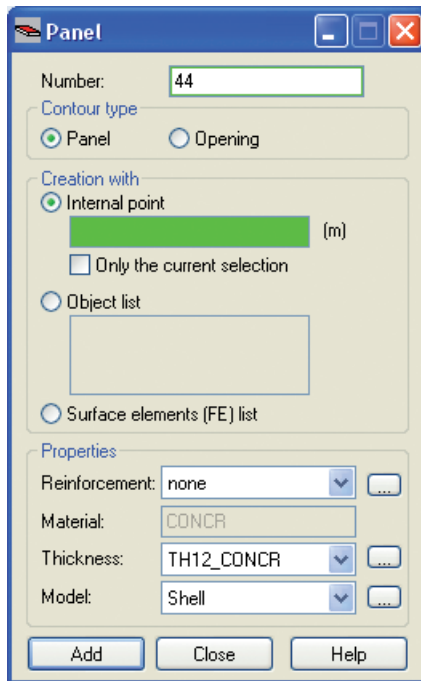 Panel
Number: 44
Contour type
Panel Opening
Creation with
Internal point
(m)
Only the current selection
Object list
Surface elements (FE) list
Properties
Reinforcement: none ...
Material: CONCR
Thickness: TH12_CONCR ...
Model: Shell ...
Add Close Help